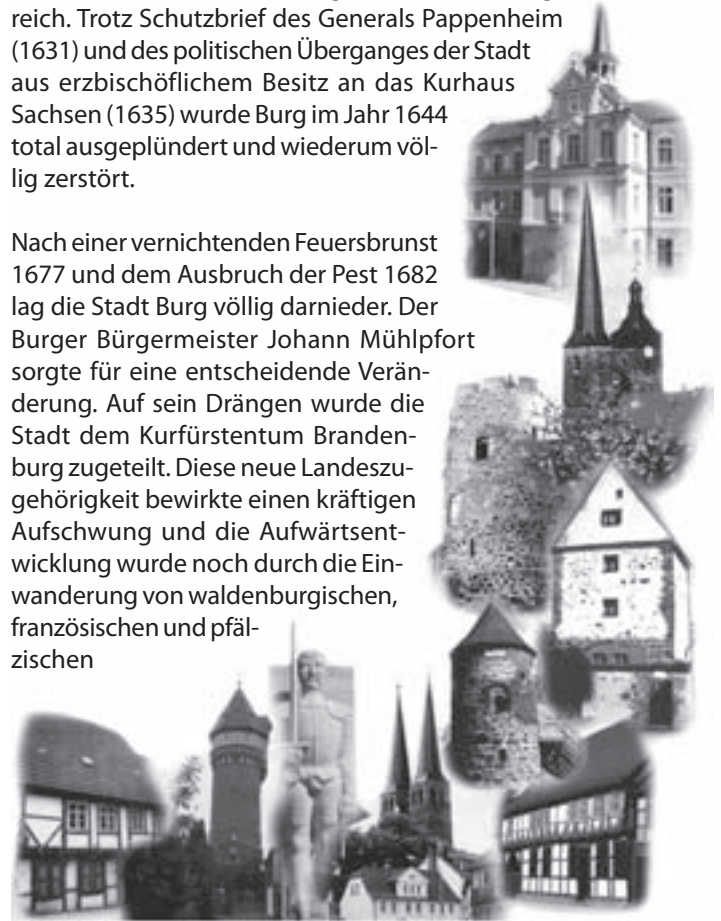 reich. Trotz Schutzbrief des Generals Pappenheim
(1631) und des politischen Überganges der Stadt
aus erzbischöflichem Besitz an das Kurhaus
Sachsen (1635) wurde Burg im Jahr 1644
total ausgeplündert und wiederum völ-
lig zerstört.
Nach einer vernichtenden Feuersbrunst
1677 und dem Ausbruch der Pest 1682
lag die Stadt Burg völlig darnieder. Der
Burger Bürgermeister Johann Mühlpfort
sorgte für eine entscheidende Verän-
derung. Auf sein Drängen wurde die
Stadt dem Kurfürstentum Branden-
burg zugeteilt. Diese neue Landeszu-
gehörigkeit bewirkte einen kräftigen
Aufschwung und die Aufwärtsent-
wicklung wurde noch durch die Ein-
wanderung von waldenburgischen,
französischen und pfäl-
zischen